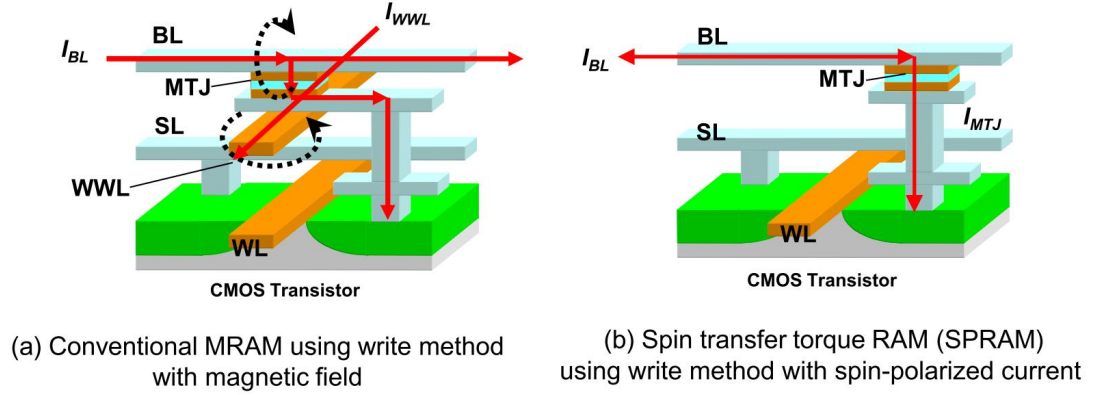 I_BL
BL
I_WWL
MTJ
SL
WWL
WL
CMOS Transistor
(a) Conventional MRAM using write method
with magnetic field
I_BL
BL
MTJ
I_MTJ
SL
WL
CMOS Transistor
(b) Spin transfer torque RAM (SPRAM)
using write method with spin-polarized current